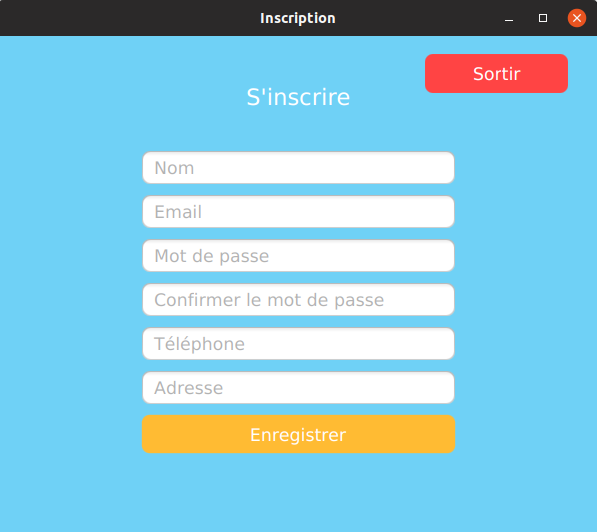 Inscription
Sortir
S'inscrire
Nom
Email
Mot de passe
Confirmer le mot de passe
Téléphone
Adresse
Enregistrer